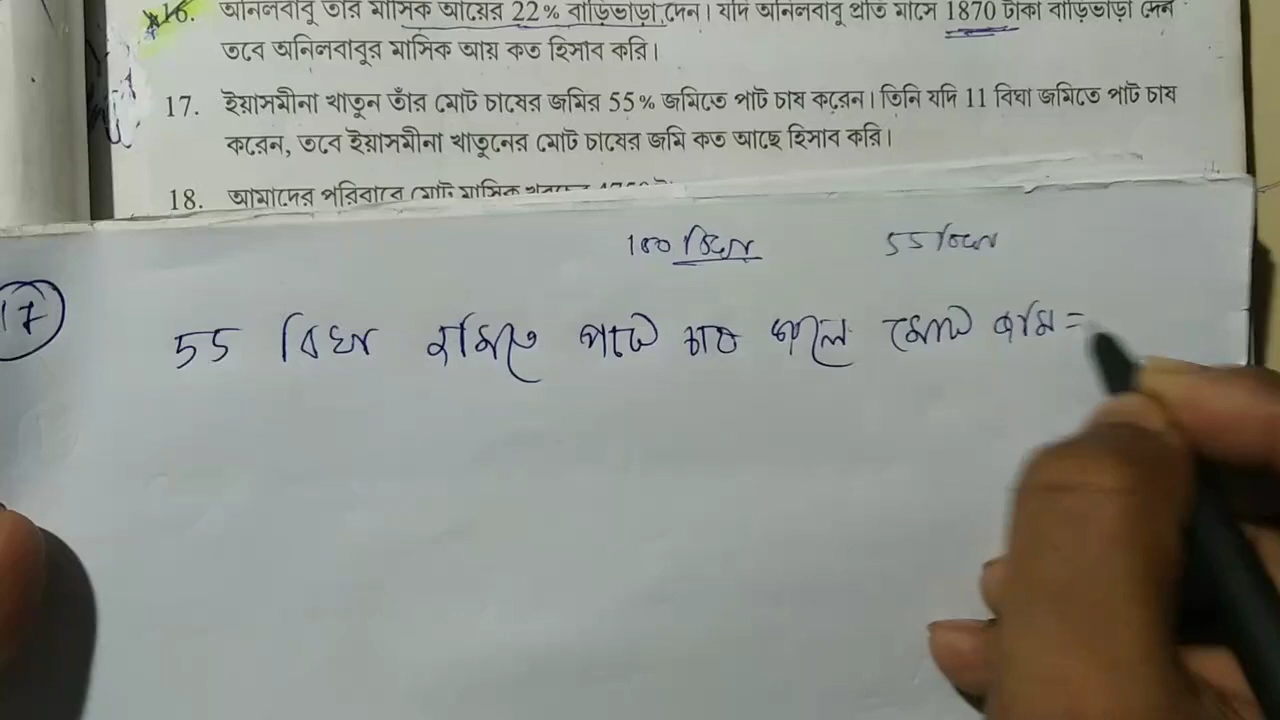 16. অনিলবাবু তাঁর মাসিক আয়ের 22% বাড়িভাড়া দেন। যদি অনিলবাবু প্রতি মাসে 1870 টাকা বাড়িভাড়া দেন
তবে অনিলবাবুর মাসিক আয় কত হিসাব করি।
17. ইয়াসমীনা খাতুন তাঁর মোট চাষের জমির 55% জমিতে পাট চাষ করেন। তিনি যদি 11 বিঘা জমিতে পাট চাষ
করেন, তবে ইয়াসমীনা খাতুনের মোট চাষের জমি কত আছে হিসাব করি।
18. আমাদের পরিবারে মোট মাসিক
100 বিঘা 55 বিঘা
17 55 বিঘা জমিতে পাট চাষ হলে মোট জমি =